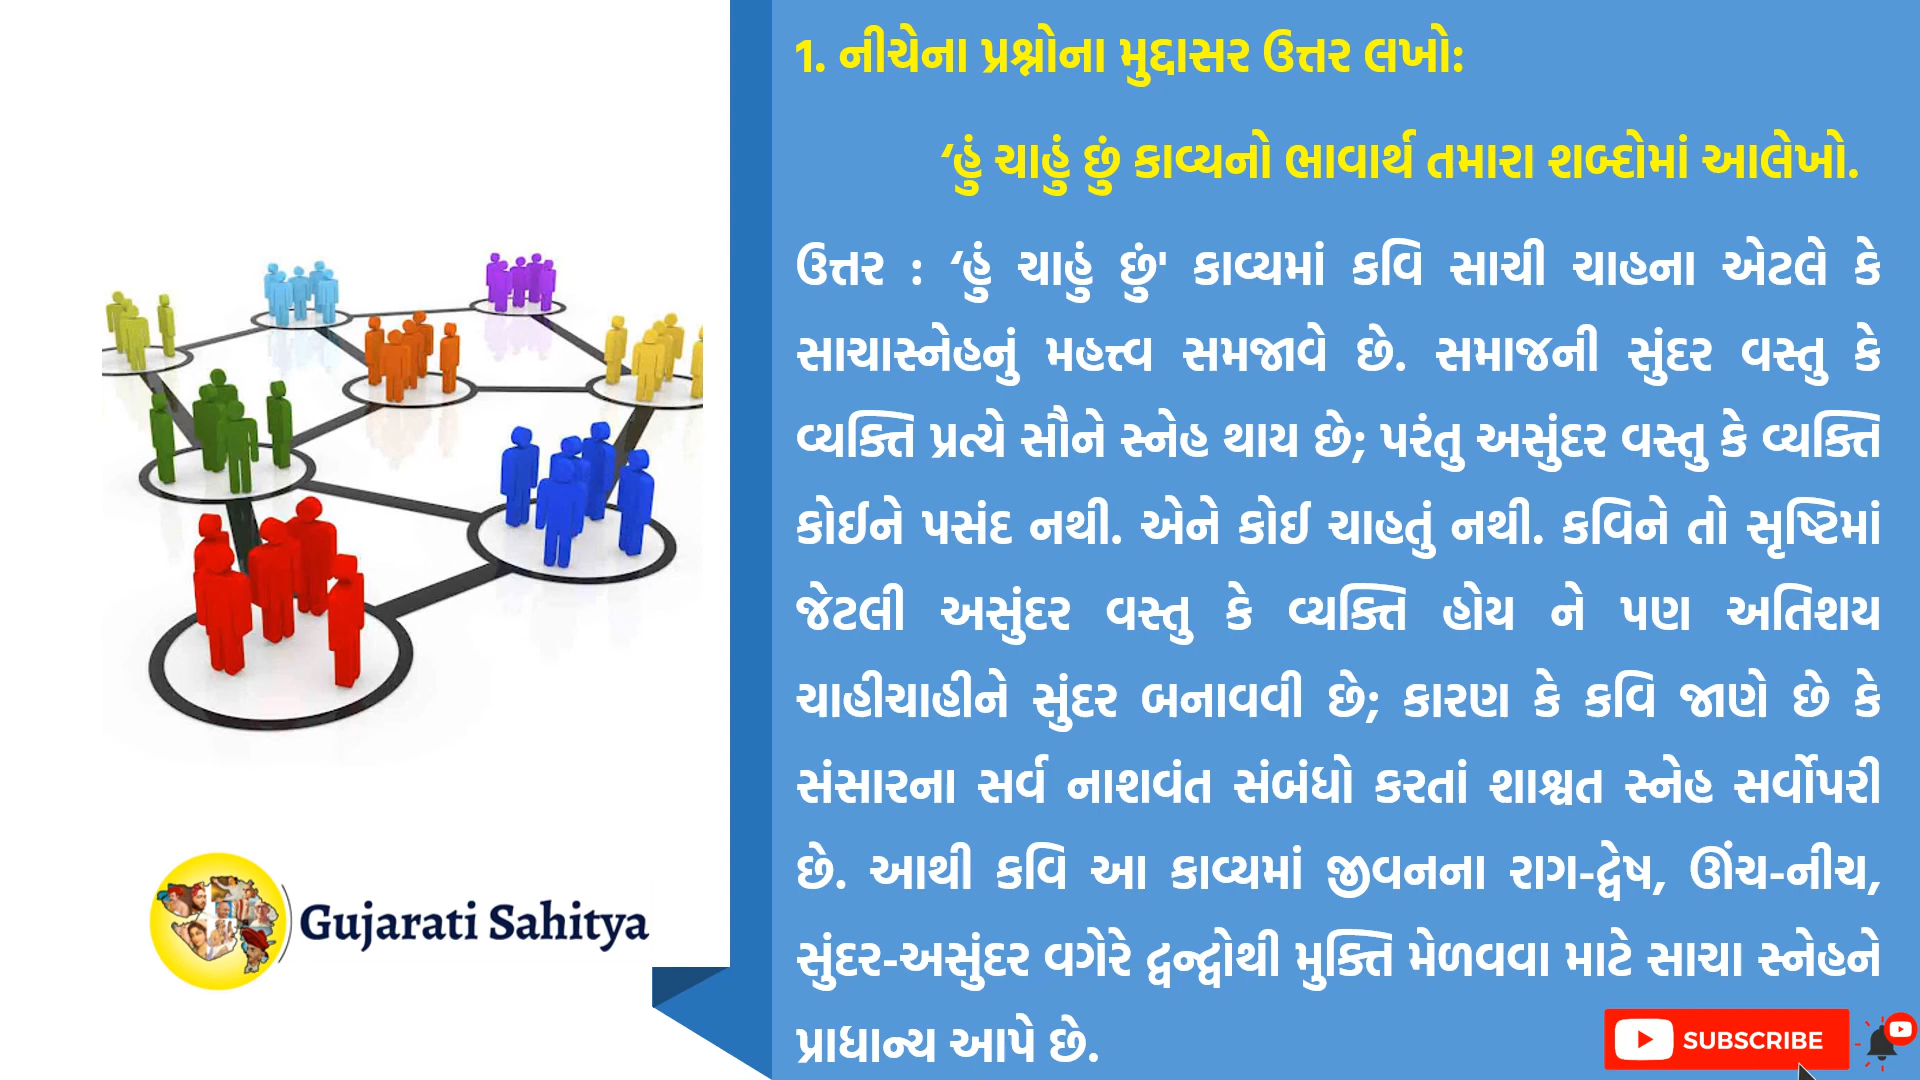 1. નીચેના પ્રશ્નોના મુદ્દાસર ઉત્તર લખો:
‘હું ચાહું છું કાવ્યનો ભાવાર્થ તમારા શબ્દોમાં આલેખો.
ઉત્તર : ‘હું ચાહું છું' કાવ્યમાં કવિ સાચી ચાહના એટલે કે
સાચાસ્નેહનું મહત્ત્વ સમજાવે છે. સમાજની સુંદર વસ્તુ કે
વ્યક્તિ પ્રત્યે સૌને સ્નેહ થાય છે; પરંતુ અસુંદર વસ્તુ કે વ્યક્તિ
કોઈને પસંદ નથી. એને કોઈ ચાહતું નથી. કવિને તો સૃષ્ટિમાં
જેટલી અસુંદર વસ્તુ કે વ્યક્તિ હોય ને પણ અતિશય
ચાહીચાહીને સુંદર બનાવવી છે; કારણ કે કવિ જાણે છે કે
સંસારના સર્વ નાશવંત સંબંધો કરતાં શાશ્વત સ્નેહ સર્વોપરી
છે. આથી કવિ આ કાવ્યમાં જીવનના રાગ-દ્વેષ, ઊંચ-નીચ,
સુંદર-અસુંદર વગેરે દ્વન્દ્વોથી મુક્તિ મેળવવા માટે સાચા સ્નેહને
પ્રાધાન્ય આપે છે.
Gujarati Sahitya
SUBSCRIBE